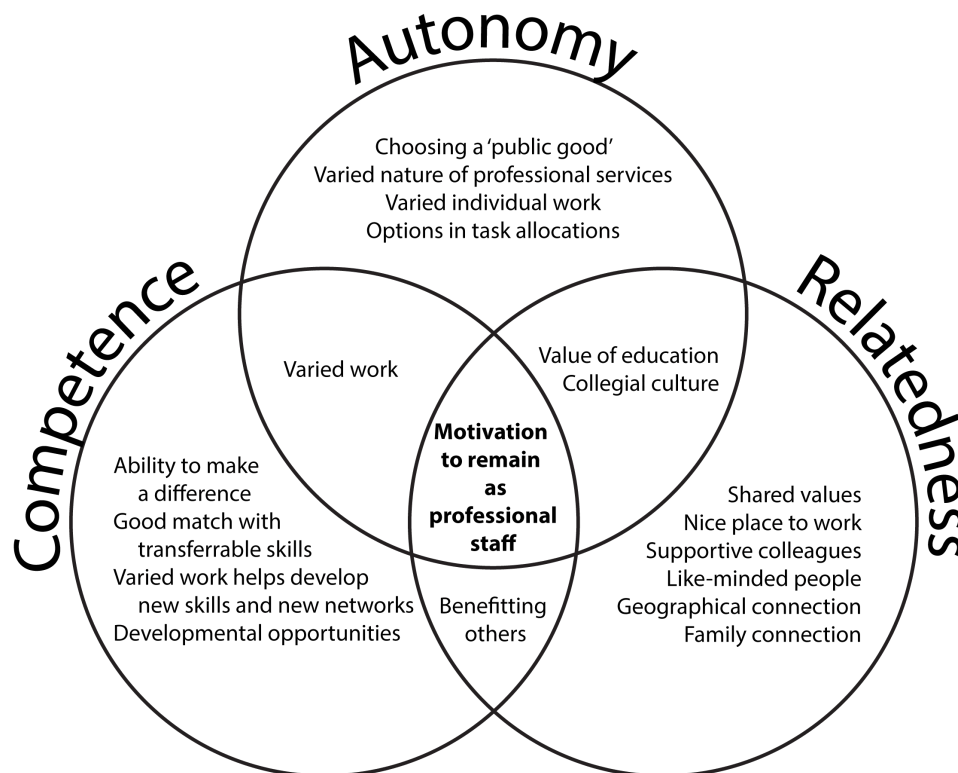 Autonomy
Choosing a ‘public good’
Varied nature of professional services
Varied individual work
Options in task allocations
Competence
Relatedness
Varied work
Value of education
Collegial culture
Motivation
to remain
as
professional
staff
Ability to make
a difference
Good match with
transferrable skills
Varied work helps develop
new skills and new networks
Developmental opportunities
Shared values
Nice place to work
Supportive colleagues
Like-minded people
Geographical connection
Family connection
Benefitting
others